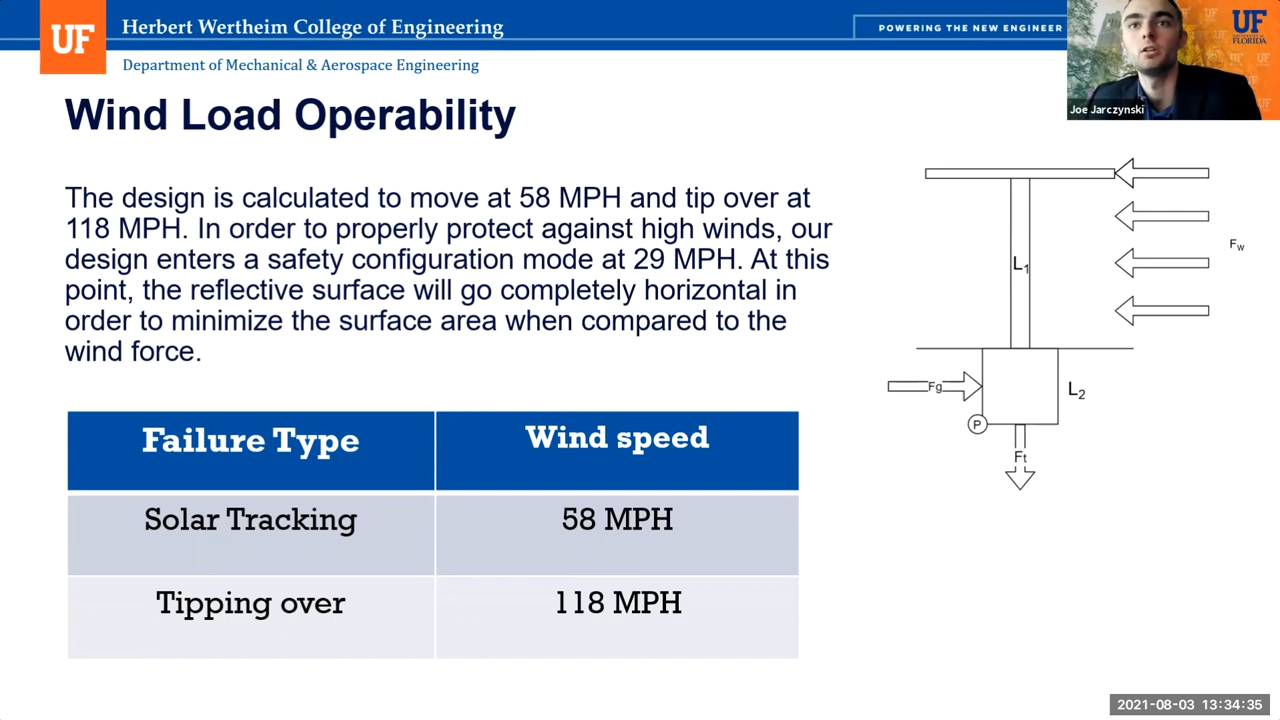 UF
Herbert Wertheim College of Engineering
POWERING THE NEW ENGINEER
UF
FLORIDA
Department of Mechanical & Aerospace Engineering
Joe Jarczynski
Wind Load Operability
The design is calculated to move at 58 MPH and tip over at
118 MPH. In order to properly protect against high winds, our
design enters a safety configuration mode at 29 MPH. At this
point, the reflective surface will go completely horizontal in
order to minimize the surface area when compared to the
wind force.
Fw
L1
Fg
L2
P
Ft
Failure Type Wind speed
Solar Tracking 58 MPH
Tipping over 118 MPH
2021-08-03 13:34:35